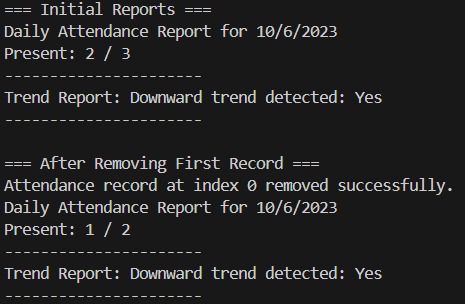 === Initial Reports ===
Daily Attendance Report for 10/6/2023
Present: 2 / 3
----------------------
Trend Report: Downward trend detected: Yes
----------------------

=== After Removing First Record ===
Attendance record at index 0 removed successfully.
Daily Attendance Report for 10/6/2023
Present: 1 / 2
----------------------
Trend Report: Downward trend detected: Yes
----------------------